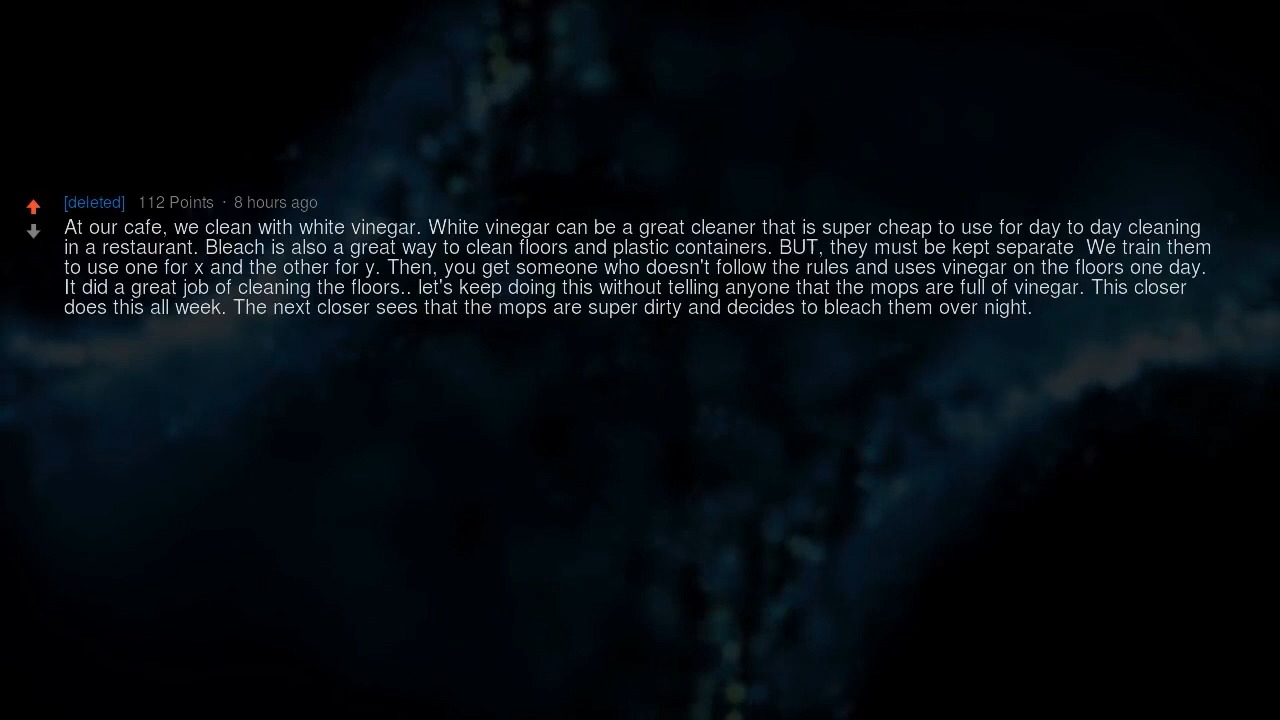 [deleted] 112 Points · 8 hours ago
At our cafe, we clean with white vinegar. White vinegar can be a great cleaner that is super cheap to use for day to day cleaning
in a restaurant. Bleach is also a great way to clean floors and plastic containers. BUT, they must be kept separate  We train them
to use one for x and the other for y. Then, you get someone who doesn't follow the rules and uses vinegar on the floors one day.
It did a great job of cleaning the floors.. let's keep doing this without telling anyone that the mops are full of vinegar. This closer
does this all week. The next closer sees that the mops are super dirty and decides to bleach them over night.